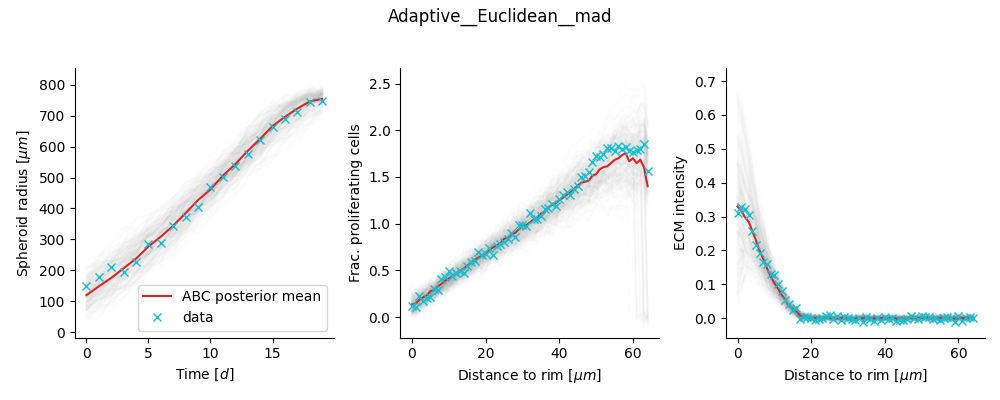 Adaptive__Euclidean__mad
Spheroid radius [μm]
800
700
600
500
400
300
200
100
0
ABC posterior mean
data
0 5 10 15
Time [d]
Frac. proliferating cells
2.5
2.0
1.5
1.0
0.5
0.0
0 20 40 60
Distance to rim [μm]
ECM intensity
0.7
0.6
0.5
0.4
0.3
0.2
0.1
0.0
0 20 40 60
Distance to rim [μm]